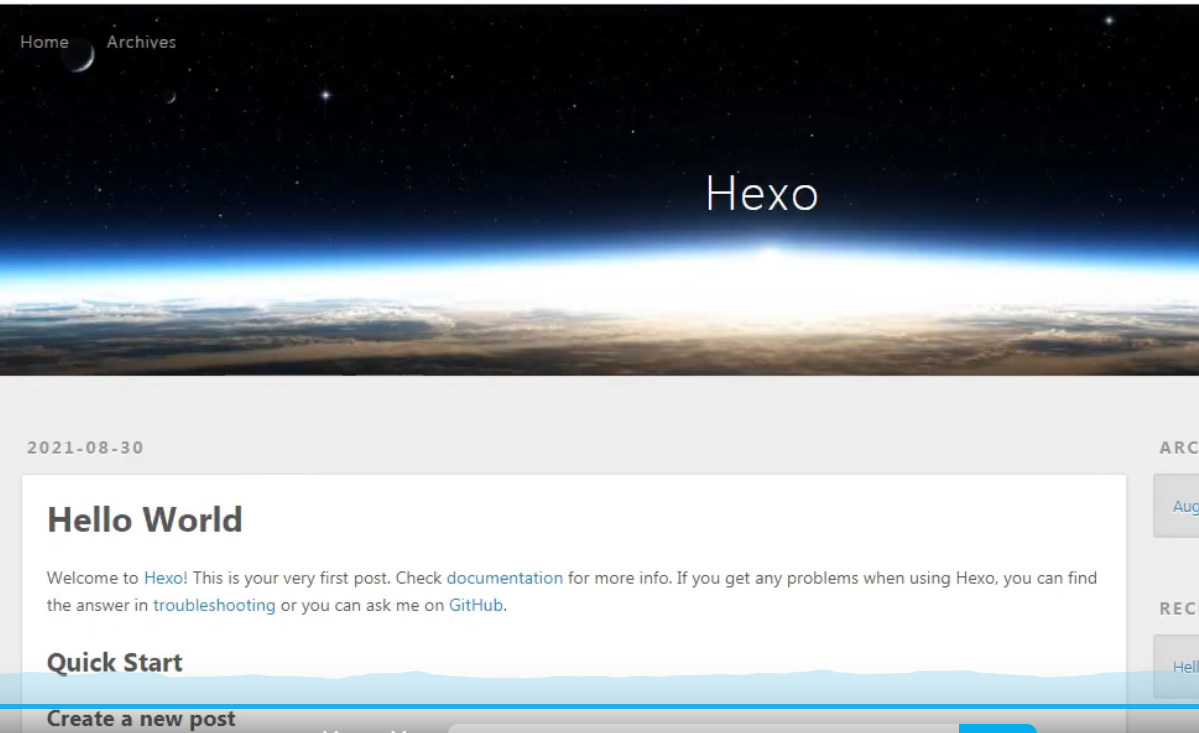 Home Archives
Hexo
2021-08-30
Hello World
Welcome to Hexo! This is your very first post. Check documentation for more info. If you get any problems when using Hexo, you can find
the answer in troubleshooting or you can ask me on GitHub.
Quick Start
Create a new post
ARC
Aug
REC
Hell